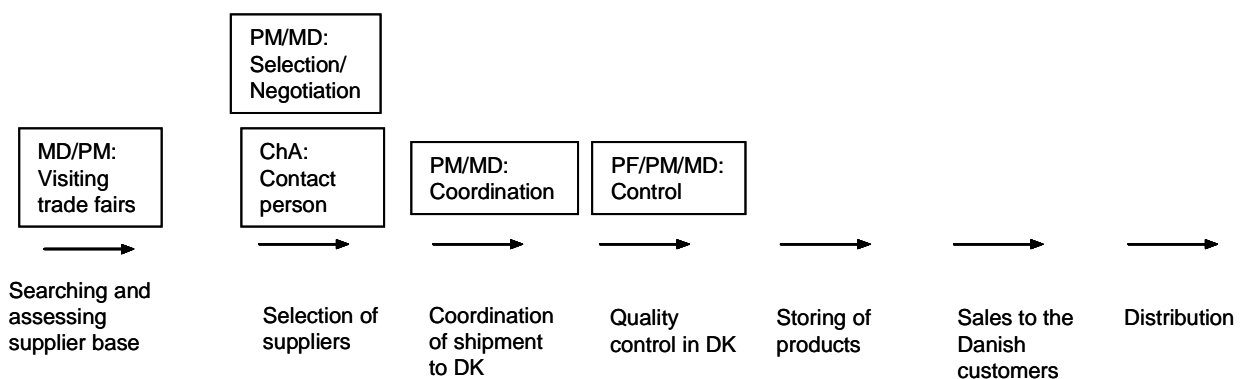 PM/MD:
Selection/
Negotiation
MD/PM:
Visiting
trade fairs
ChA:
Contact
person
PM/MD:
Coordination
PF/PM/MD:
Control
Searching and
assessing
supplier base
Selection of
suppliers
Coordination
of shipment
to DK
Quality
control in DK
Storing of
products
Sales to the
Danish
customers
Distribution